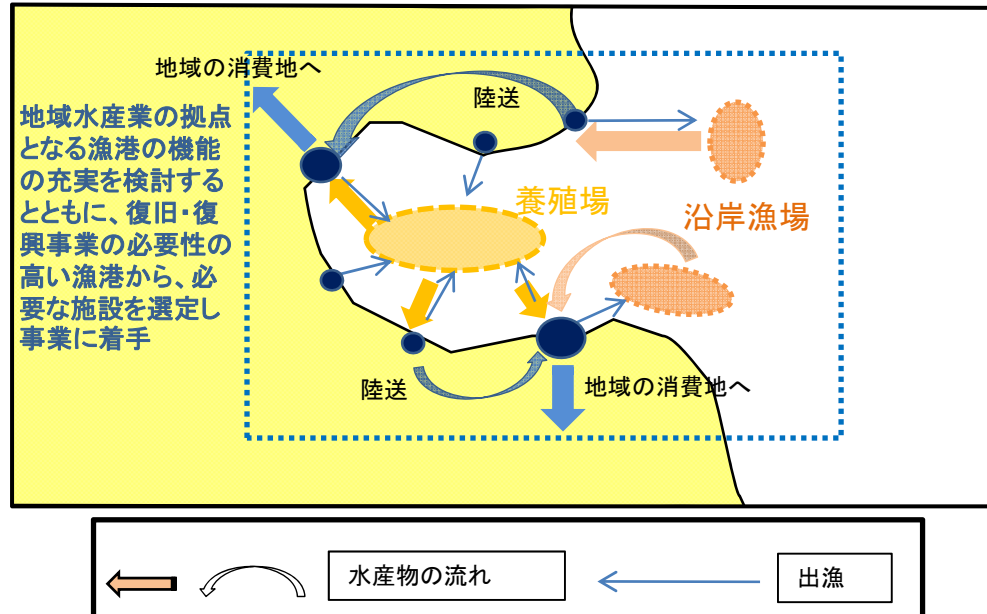 地域の消費地へ
陸送
地域水産業の拠点
となる漁港の機能
の充実を検討する
とともに、復旧・復
興事業の必要性の
高い漁港から、必
要な施設を選定し
事業に着手
養殖場
沿岸漁場
陸送
地域の消費地へ
水産物の流れ
出漁